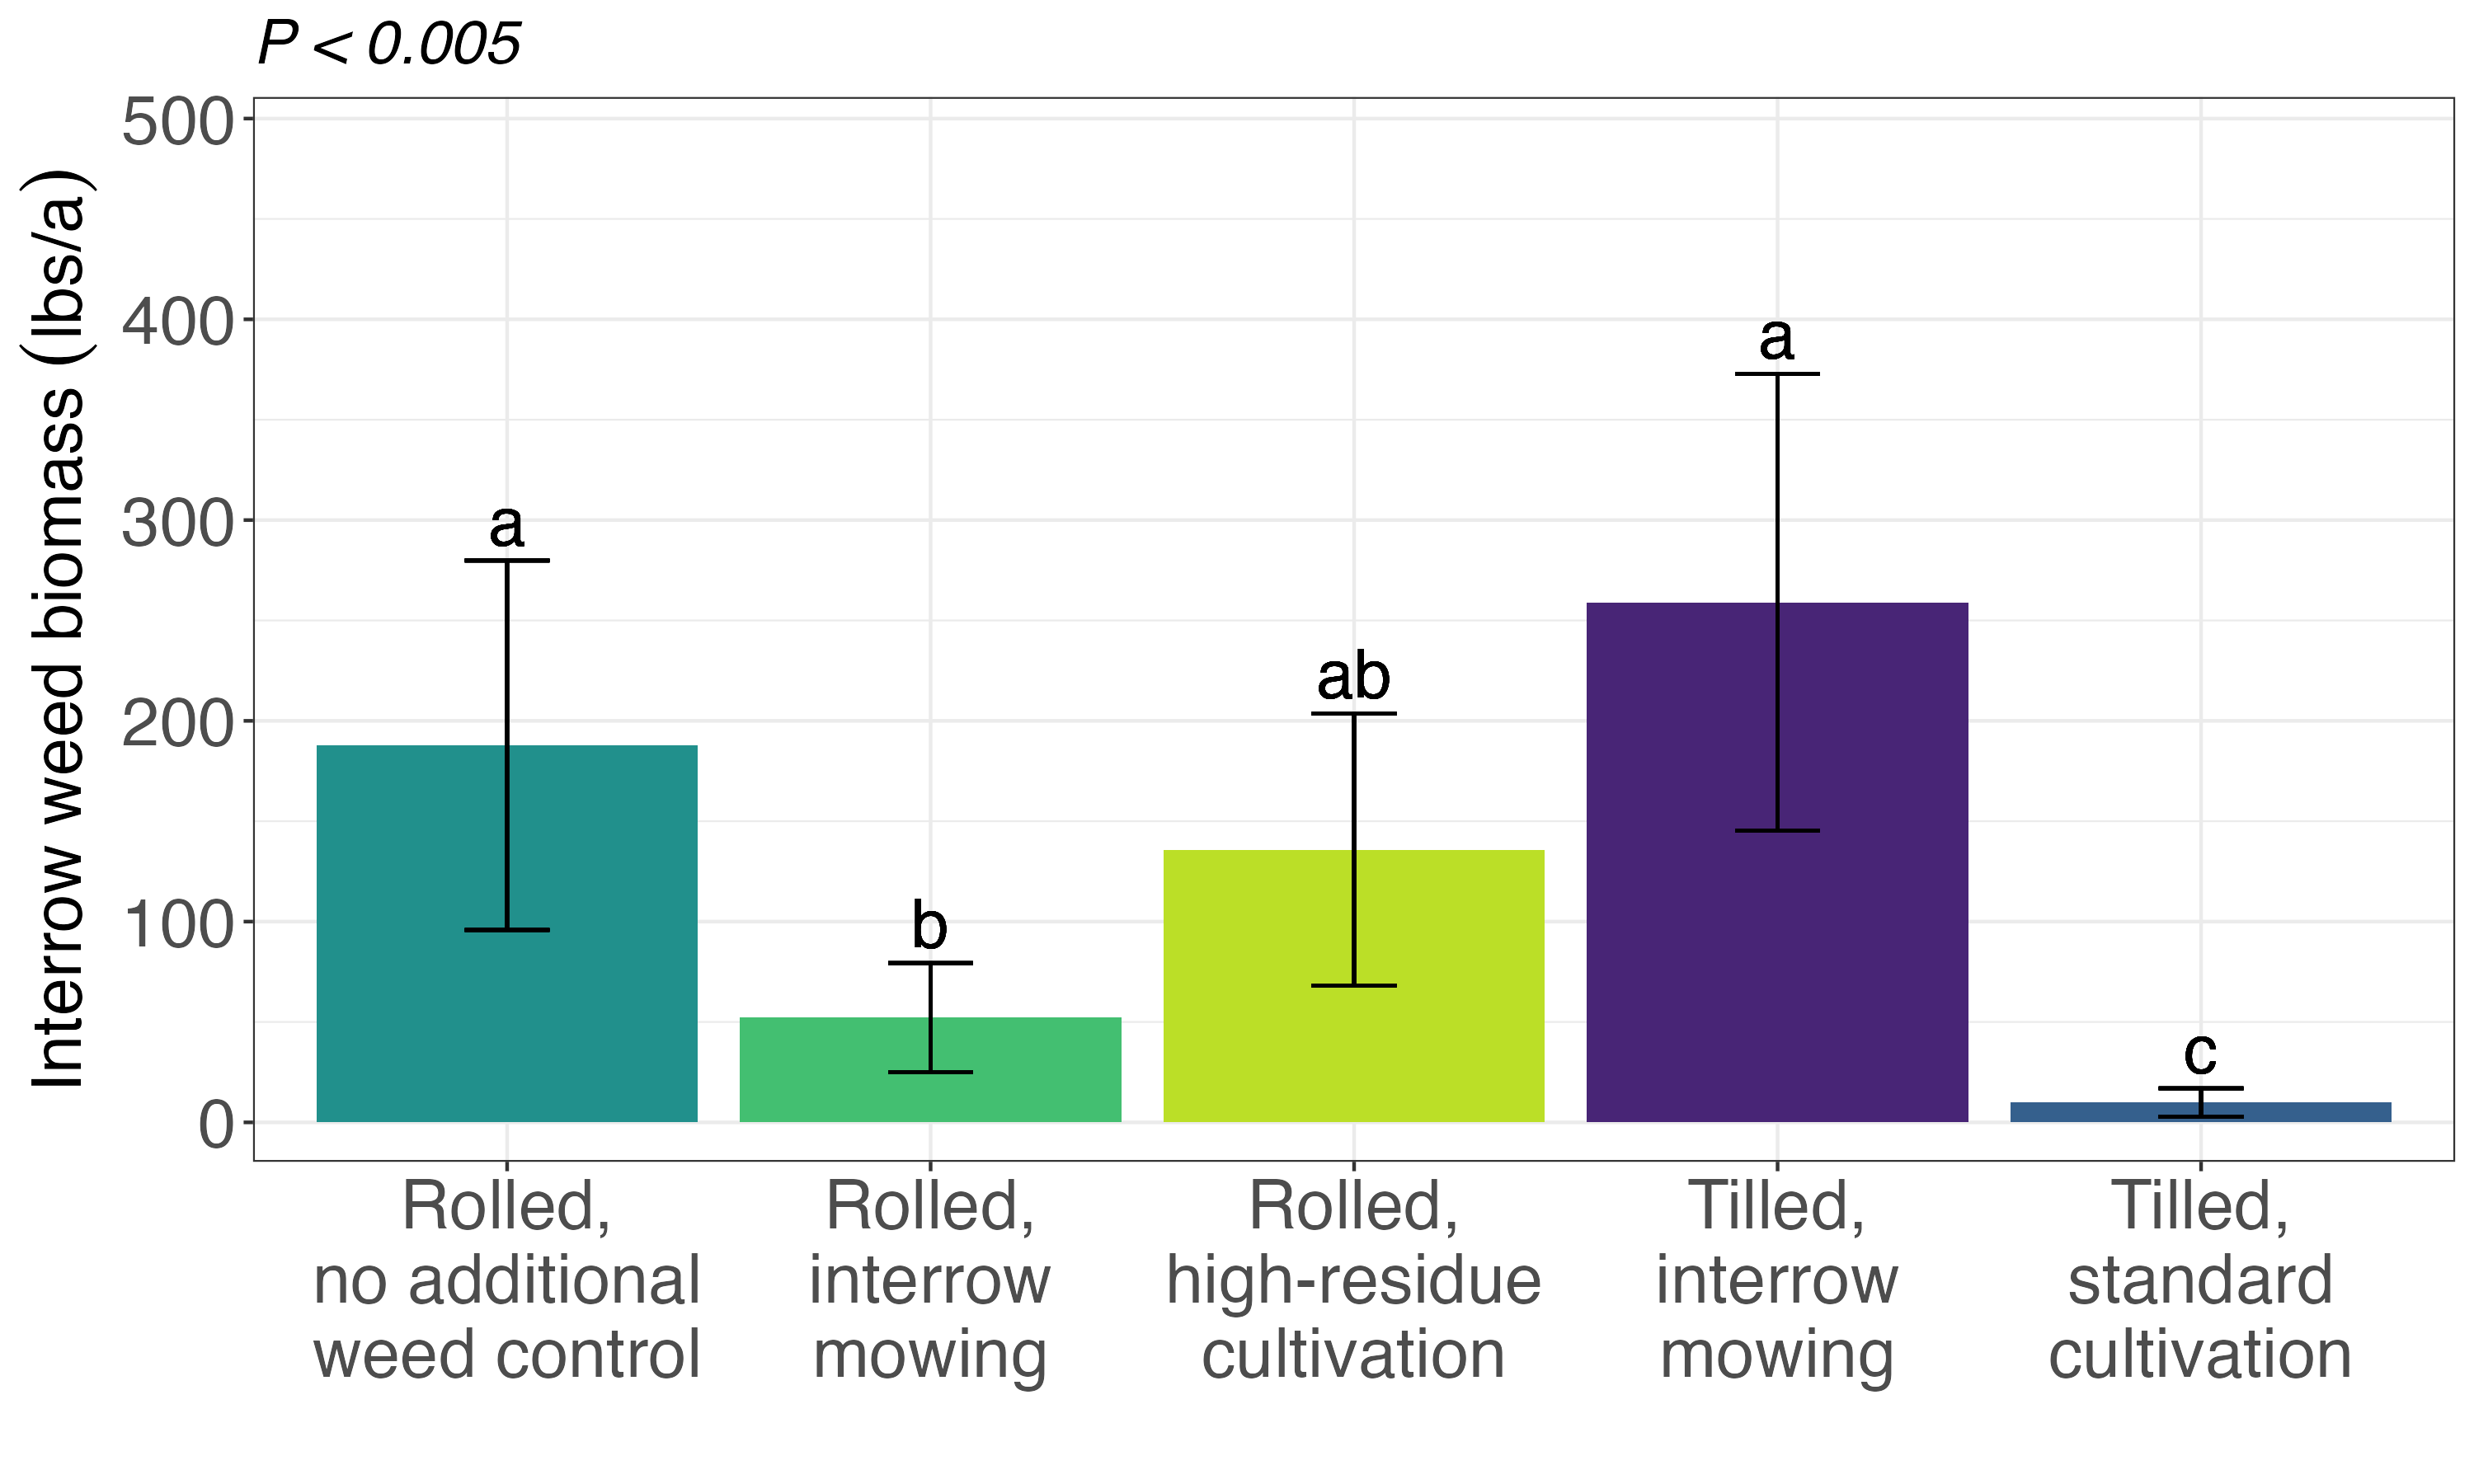 P < 0.005
Interrow weed biomass (lbs/a)
500
400
300
200
100
0
a
b
ab
a
c
Rolled,
no additional
weed control
Rolled,
interrow
mowing
Rolled,
high-residue
cultivation
Tilled,
interrow
mowing
Tilled,
standard
cultivation